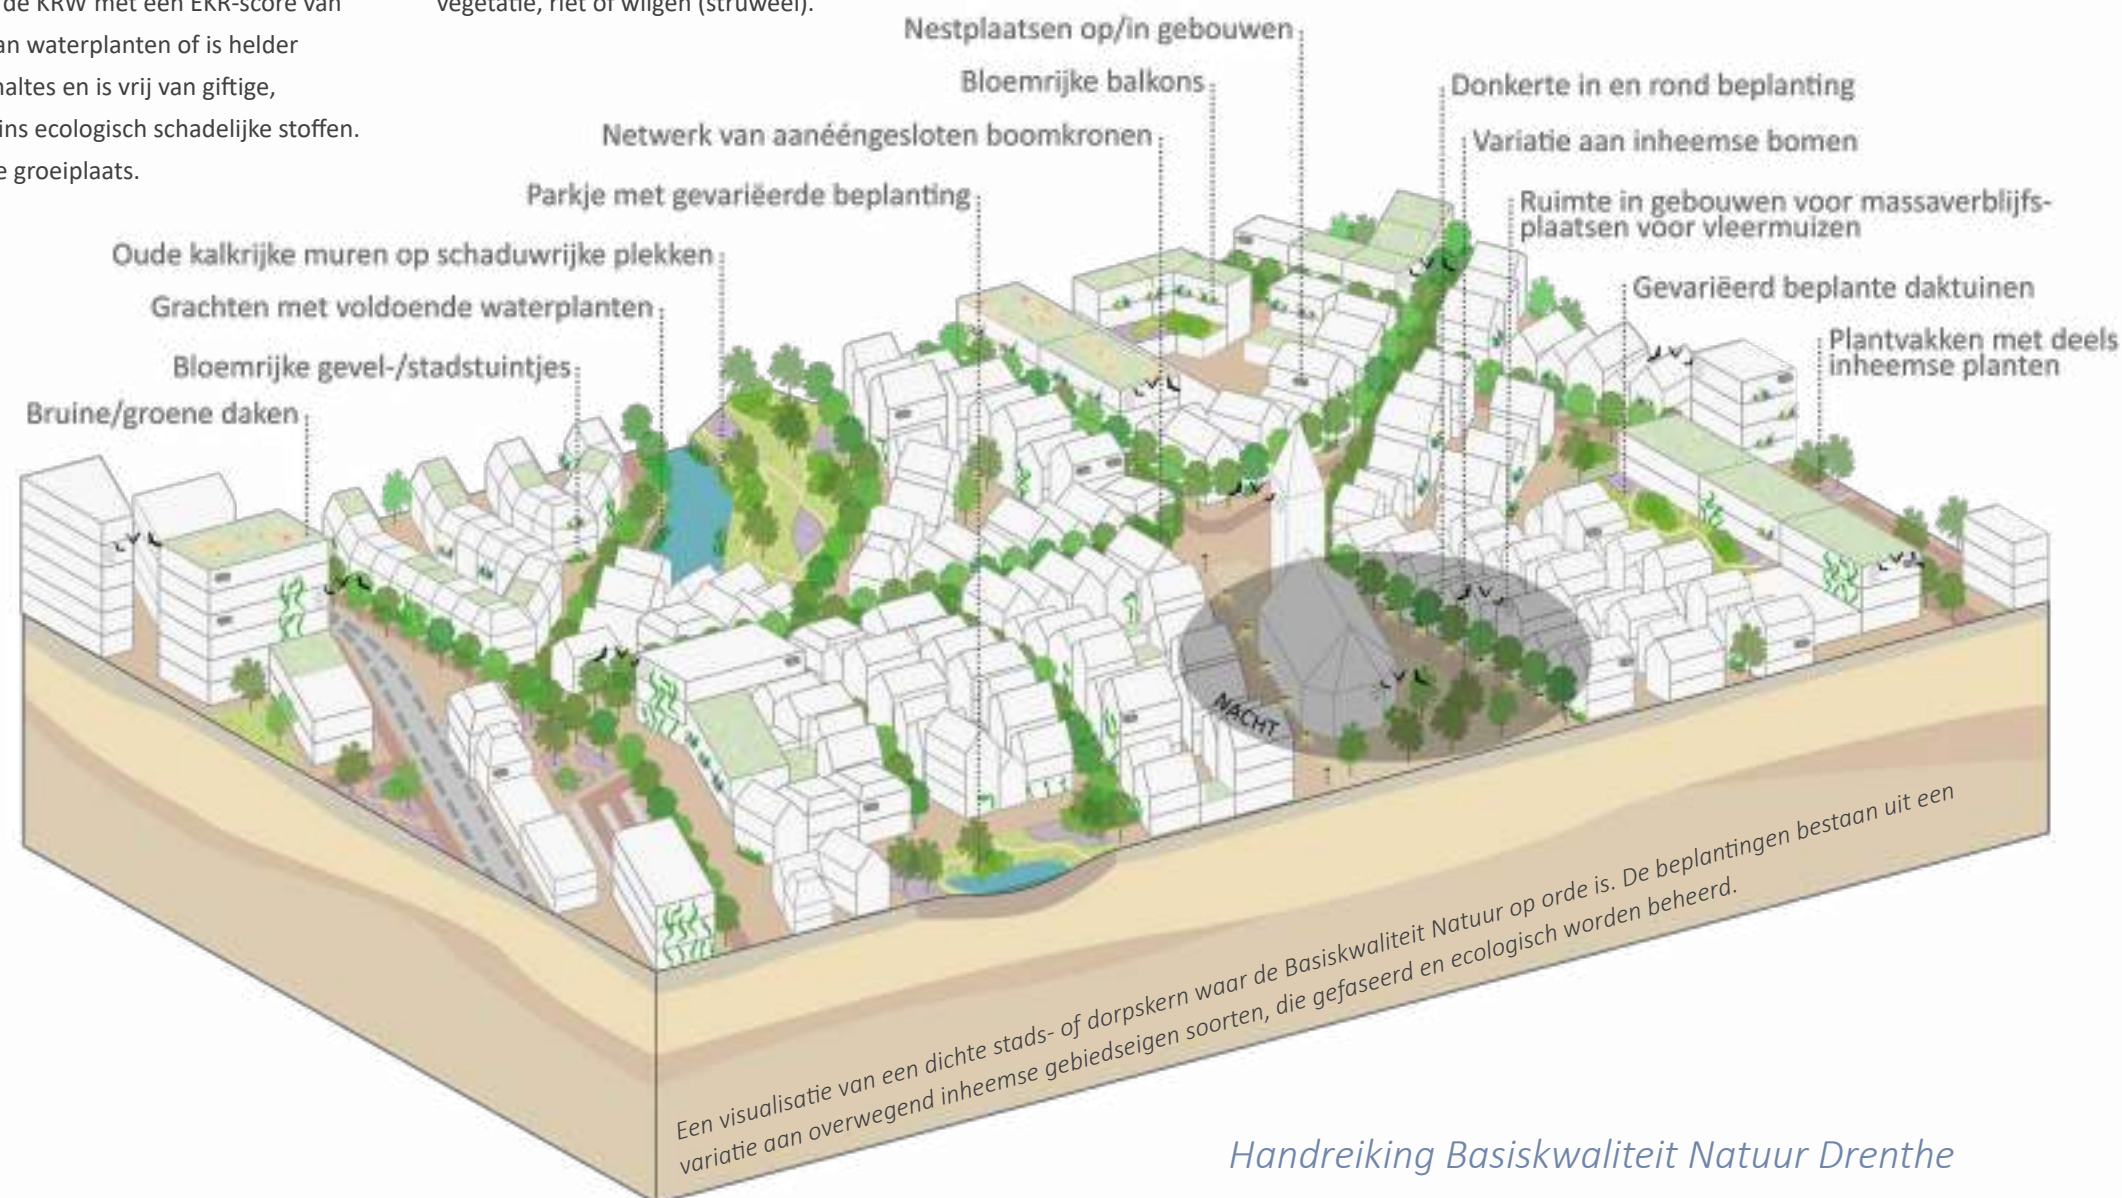 de KRW met een EKR-score van
an waterplanten of is helder
haltes en is vrij van giftige,
ins ecologisch schadelijke stoffen.
e groeiplaats.
vegetatie, riet of wilgen (struweel).
Nestplaatsen op/in gebouwen
Bloemrijke balkons
Netwerk van aanééngesloten boomkronen
Parkje met gevariëerde beplanting
Oude kalkrijke muren op schaduwrijke plekken
Grachten met voldoende waterplanten
Bloemrijke gevel-/stadstuintjes
Bruine/groene daken
Donkerte in en rond beplanting
Variatie aan inheemse bomen
Ruimte in gebouwen voor massaverblijfs-
plaatsen voor vleermuizen
Gevariëerd beplante daktuinen
Plantvakken met deels
inheemse planten
NACHT
Een visualisatie van een dichte stads- of dorpskern waar de Basiskwaliteit Natuur op orde is. De beplantingen bestaan uit een
variatie aan overwegend inheemse gebiedseigen soorten, die gefaseerd en ecologisch worden beheerd.
Handreiking Basiskwaliteit Natuur Drenthe